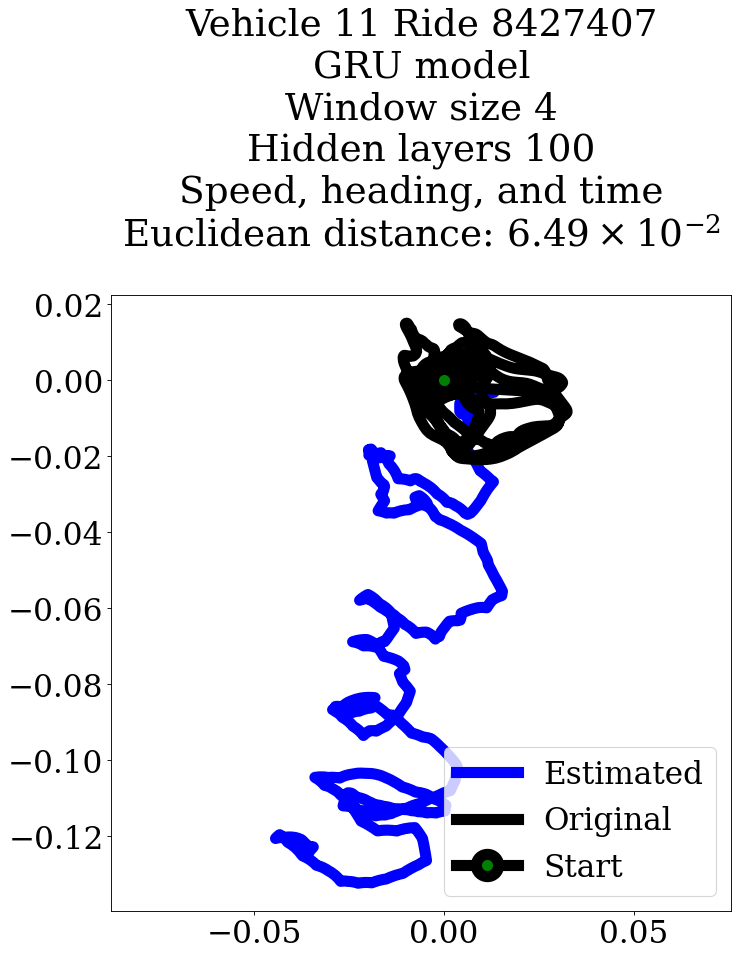 Vehicle 11 Ride 8427407
GRU model
Window size 4
Hidden layers 100
Speed, heading, and time
Euclidean distance: 6.49 × 10⁻²
0.02
0.00
−0.02
−0.04
−0.06
−0.08
−0.10
−0.12
Estimated
Original
Start
−0.05 0.00 0.05